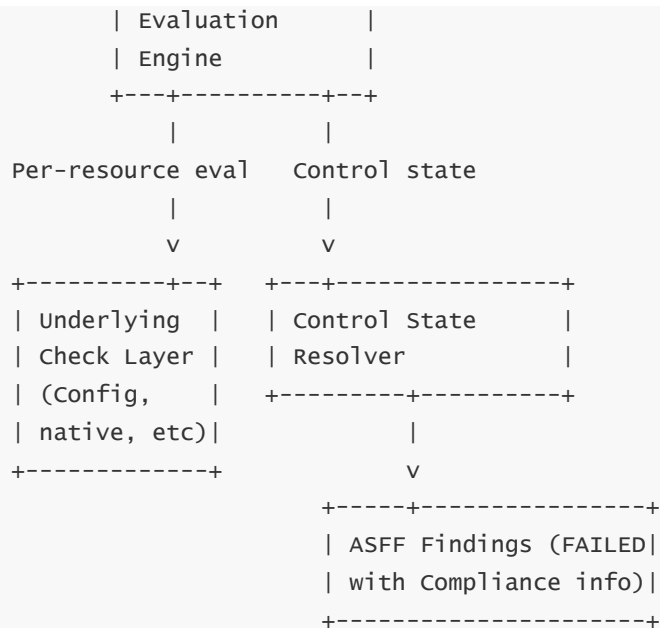 | Evaluation |
| Engine |
+---+----------+--+
| |
Per-resource eval Control state
| |
v v
+----------+--+ +---+----------------+
| Underlying | | Control State |
| Check Layer | | Resolver |
| (Config, | +---------+----------+
| native, etc)| |
+-------------+ v
+-----+----------------+
| ASFF Findings (FAILED|
| with Compliance info)|
+----------------------+